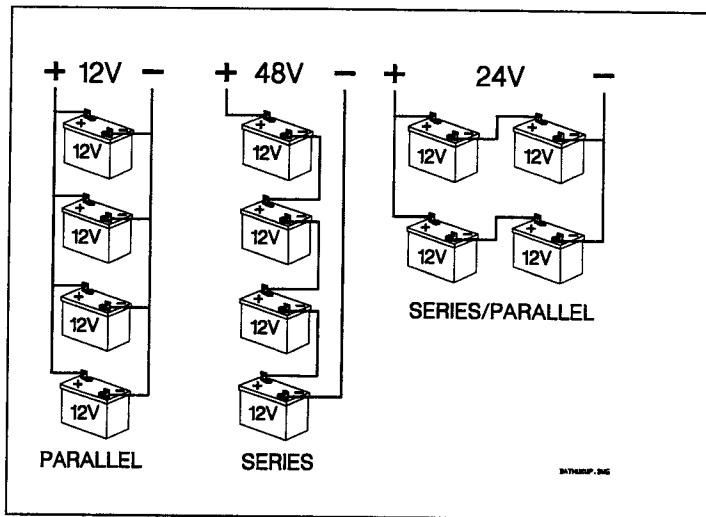 + 12V −
12V
12V
12V
12V
PARALLEL
+ 48V −
12V
12V
12V
12V
SERIES
+ 24V −
12V 12V
12V 12V
SERIES/PARALLEL